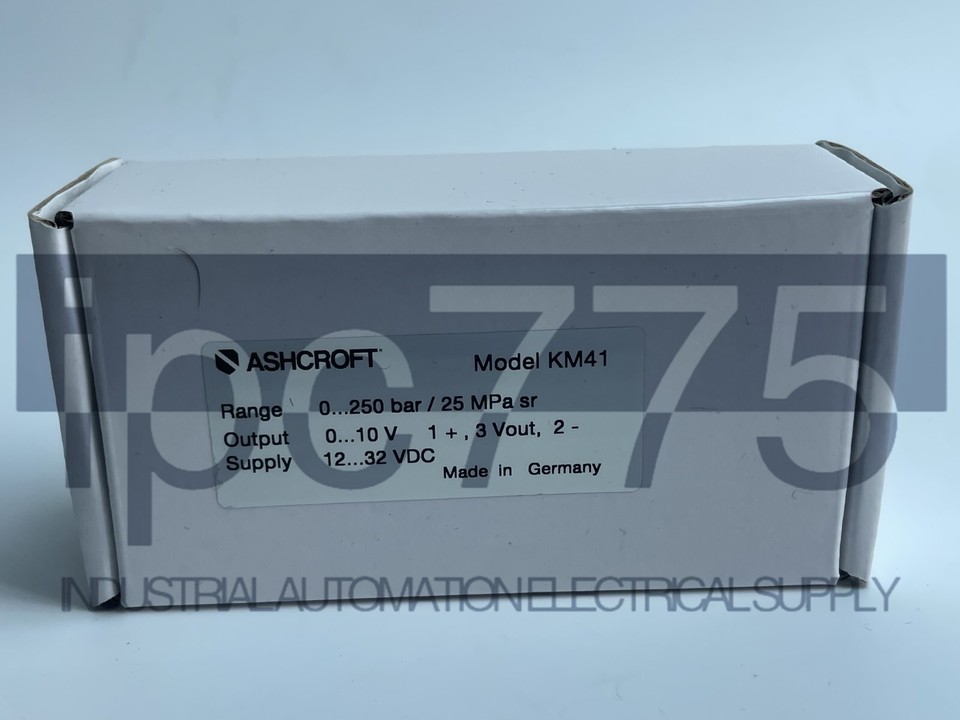 ipc775
ASHCROFT Model KM41
Range 0...250 bar / 25 MPa sr
Output 0...10 V 1 + , 3 Vout, 2 -
Supply 12...32 VDC
Made in Germany
INDUSTRIAL AUTOMATION ELECTRICAL SUPPLY